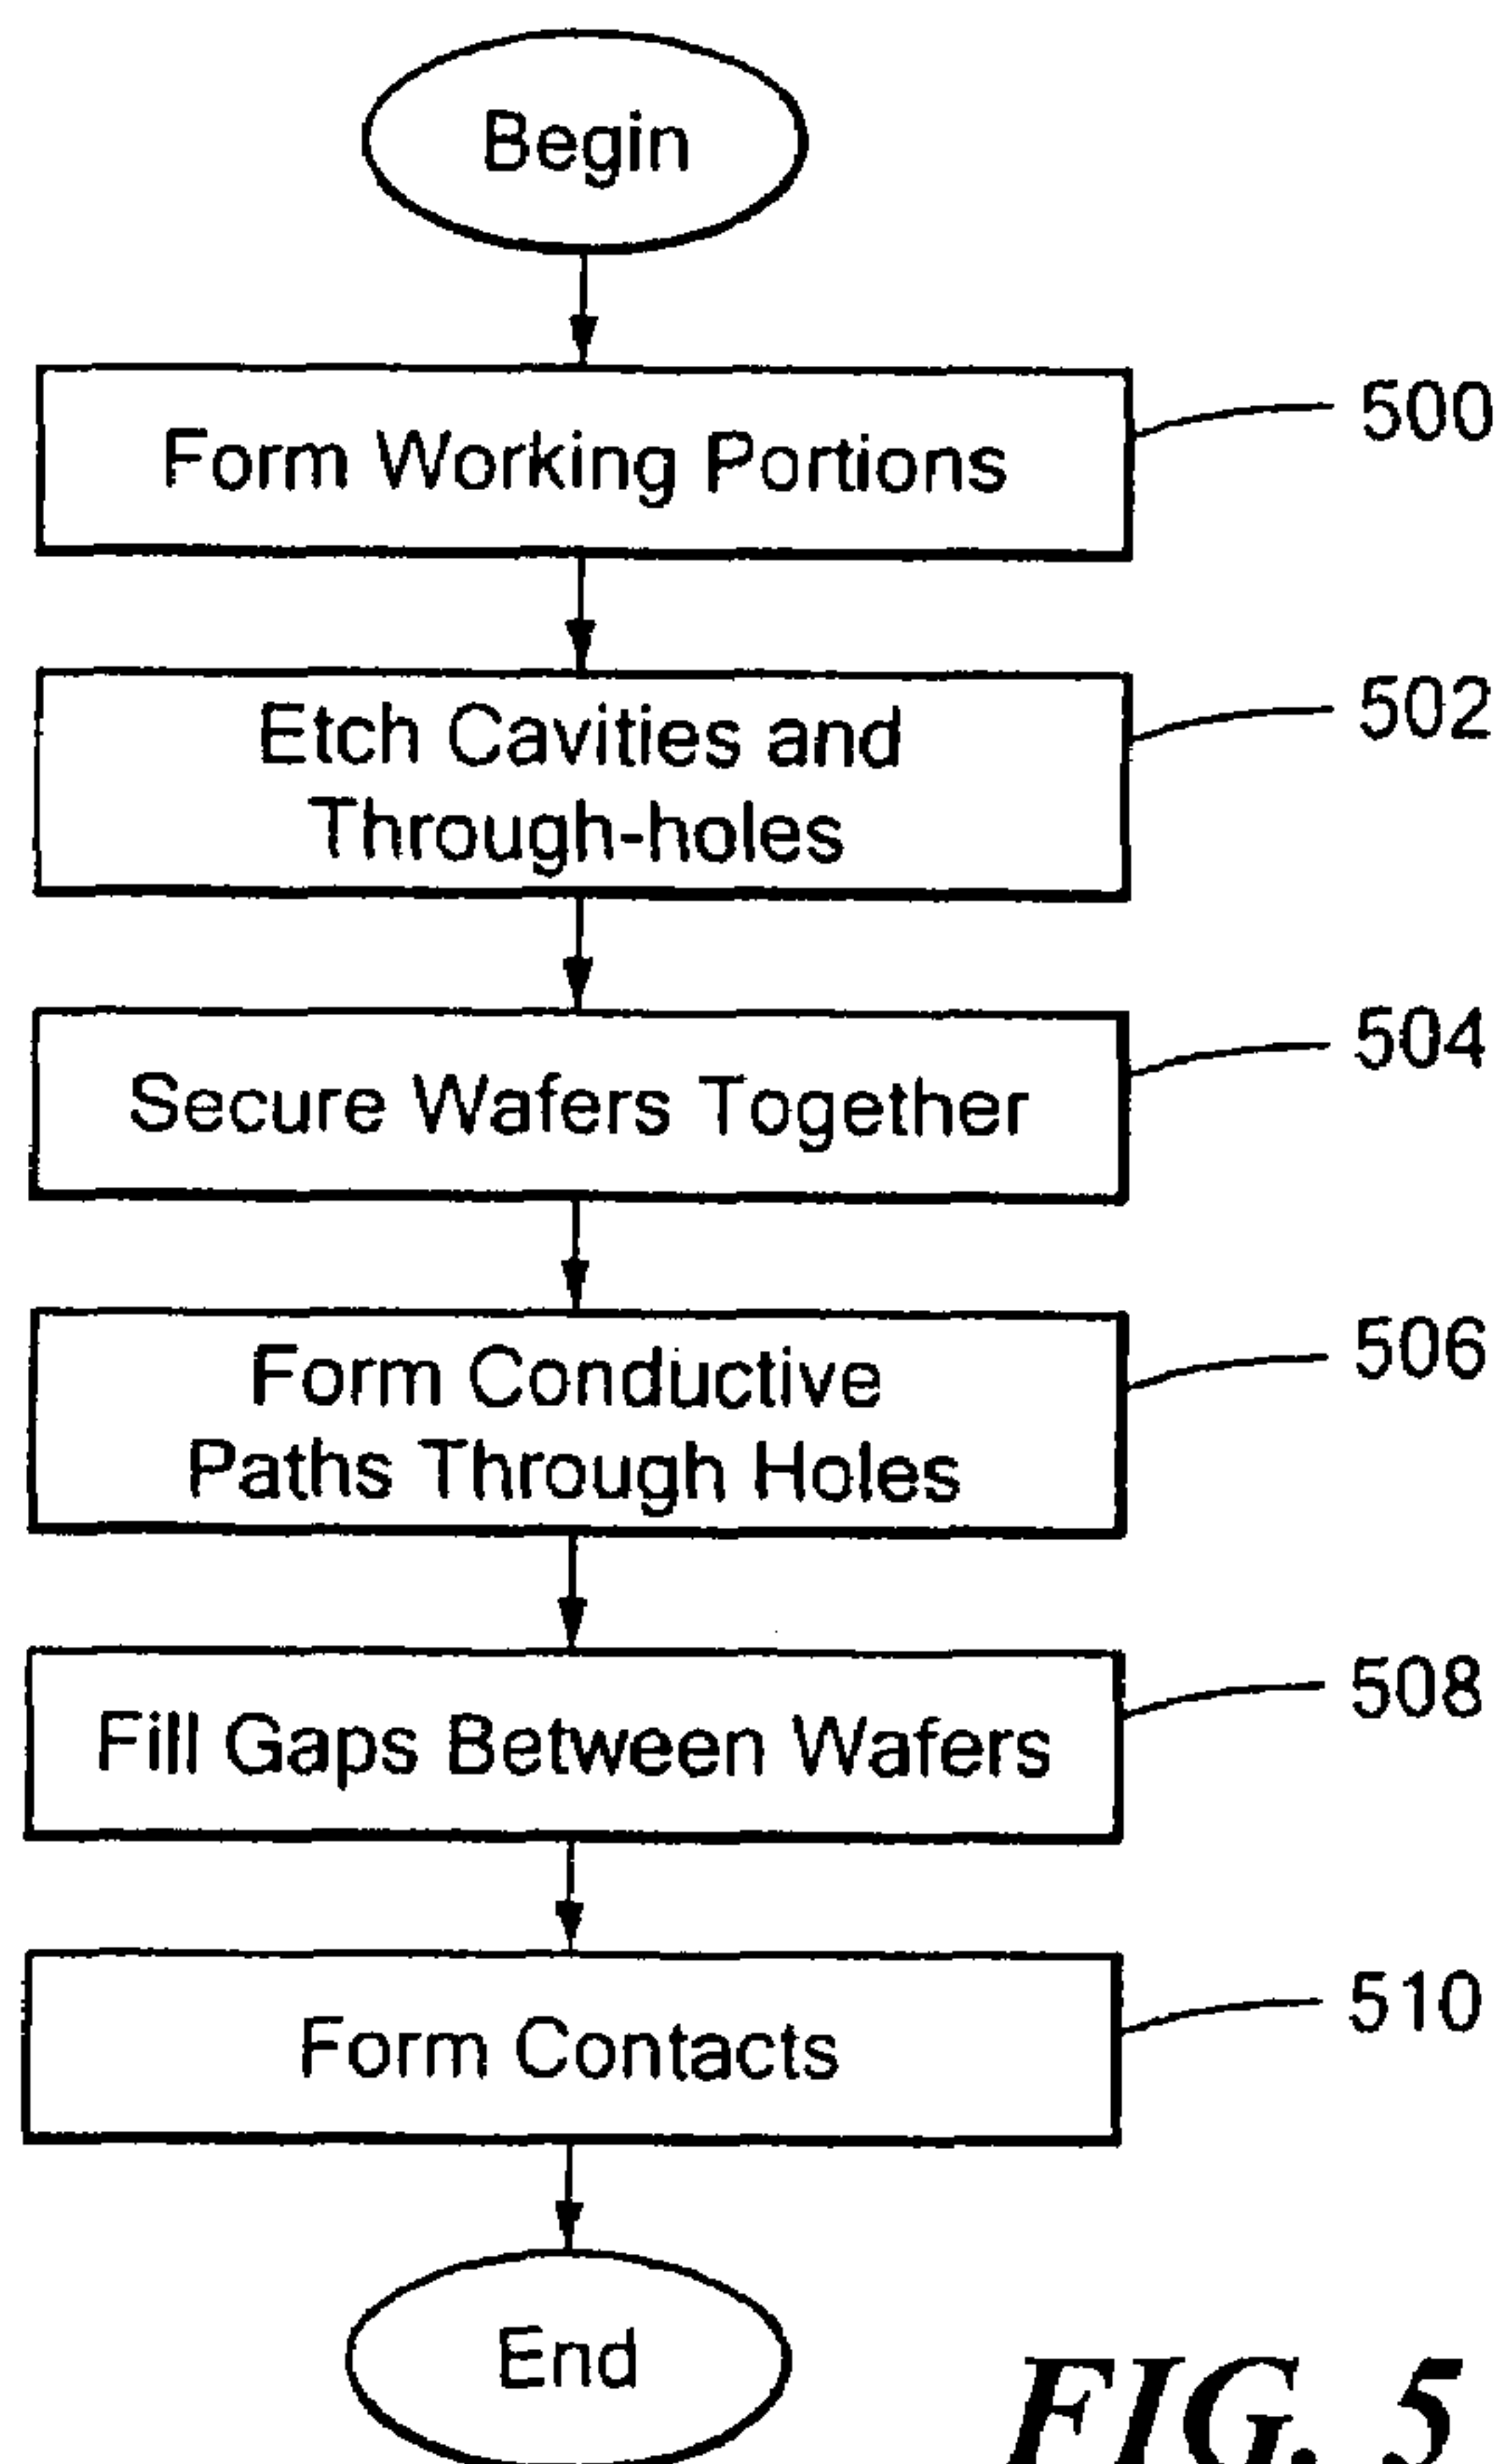 Begin
Form Working Portions
500
Etch Cavities and
Through-holes
502
Secure Wafers Together
504
Form Conductive
Paths Through Holes
506
Fill Gaps Between Wafers
508
Form Contacts
510
End
FIG. 5